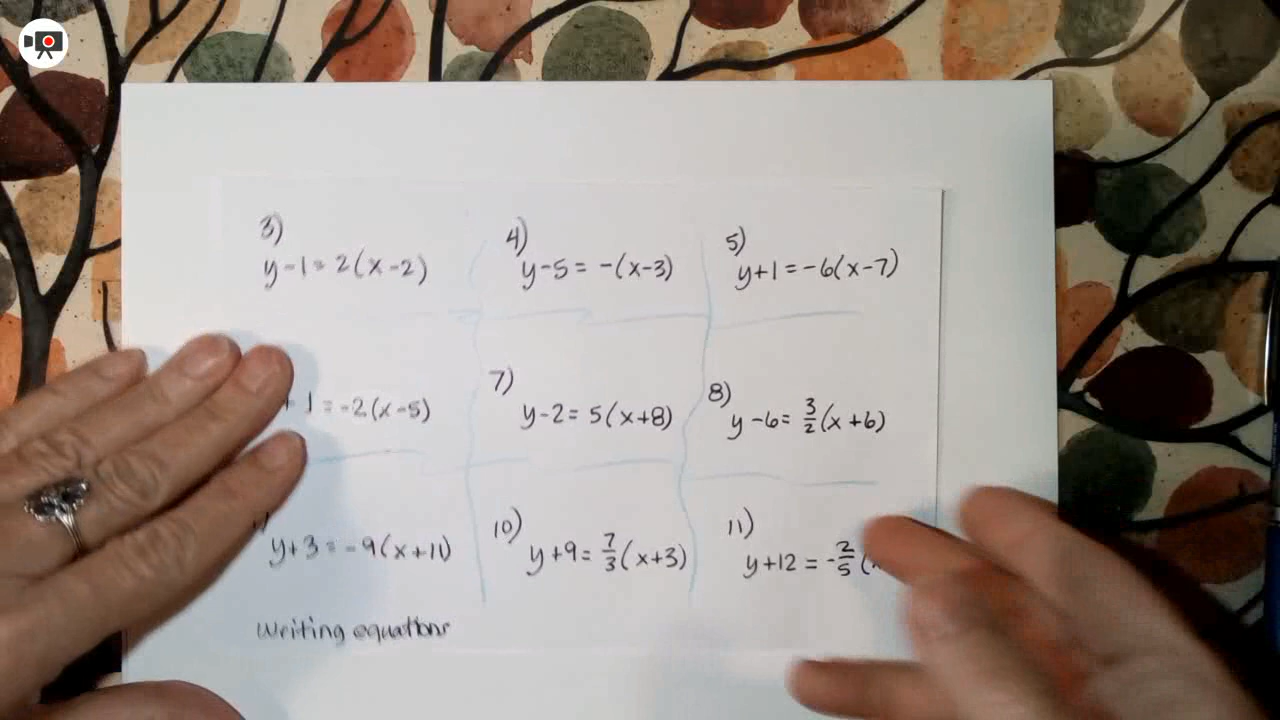 3)
y-1=2(x-2)
4)
y-5=-(x-3)
5)
y+1=-6(x-7)
+1=-2(x-5)
7)
y-2=5(x+8)
8)
y-6=3/2(x+6)
y+3=-9(x+11)
10)
y+9=7/3(x+3)
11)
y+12=-2/5(
Writing equations